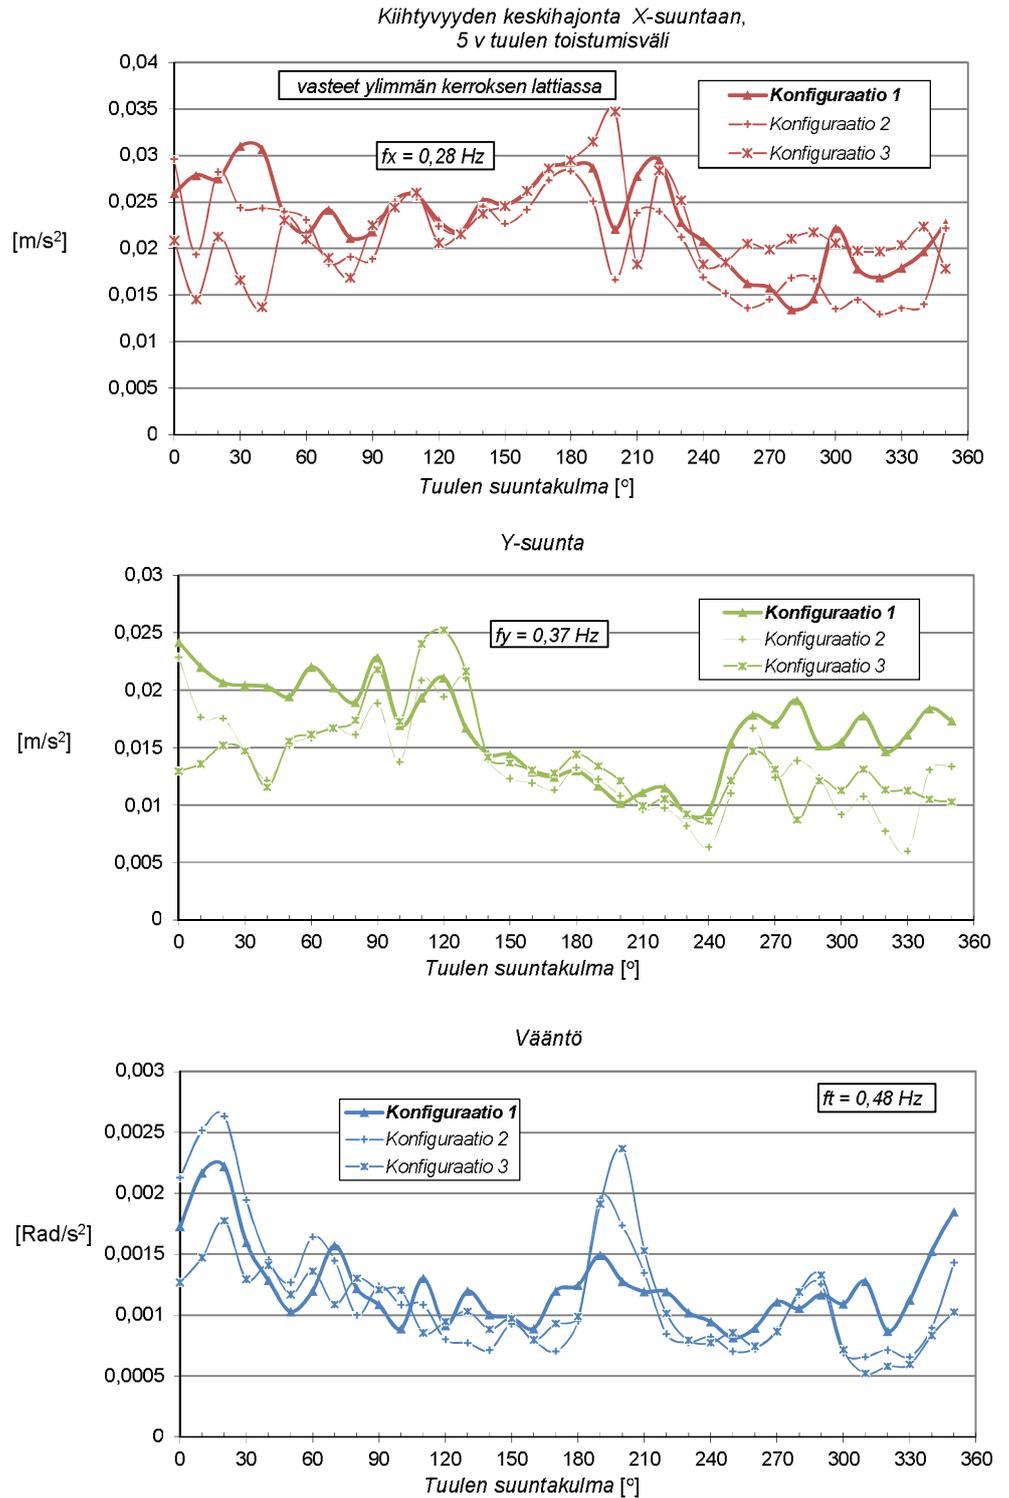 Kiihtyvyyden keskihajonta X-suuntaan,
5 v tuulen toistumisväli
0,04
0,035
0,03
0,025
0,02
0,015
0,01
0,005
0
[m/s²]
vasteet ylimmän kerroksen lattiassa
fx = 0,28 Hz
Konfiguraatio 1
Konfiguraatio 2
Konfiguraatio 3
0 30 60 90 120 150 180 210 240 270 300 330 360
Tuulen suuntakulma [°]
Y-suunta
0,03
0,025
0,02
0,015
0,01
0,005
0
[m/s²]
fy = 0,37 Hz
Konfiguraatio 1
Konfiguraatio 2
Konfiguraatio 3
0 30 60 90 120 150 180 210 240 270 300 330 360
Tuulen suuntakulma [°]
Vääntö
0,003
0,0025
0,002
0,0015
0,001
0,0005
0
[Rad/s²]
Konfiguraatio 1
Konfiguraatio 2
Konfiguraatio 3
ft = 0,48 Hz
0 30 60 90 120 150 180 210 240 270 300 330 360
Tuulen suuntakulma [°]